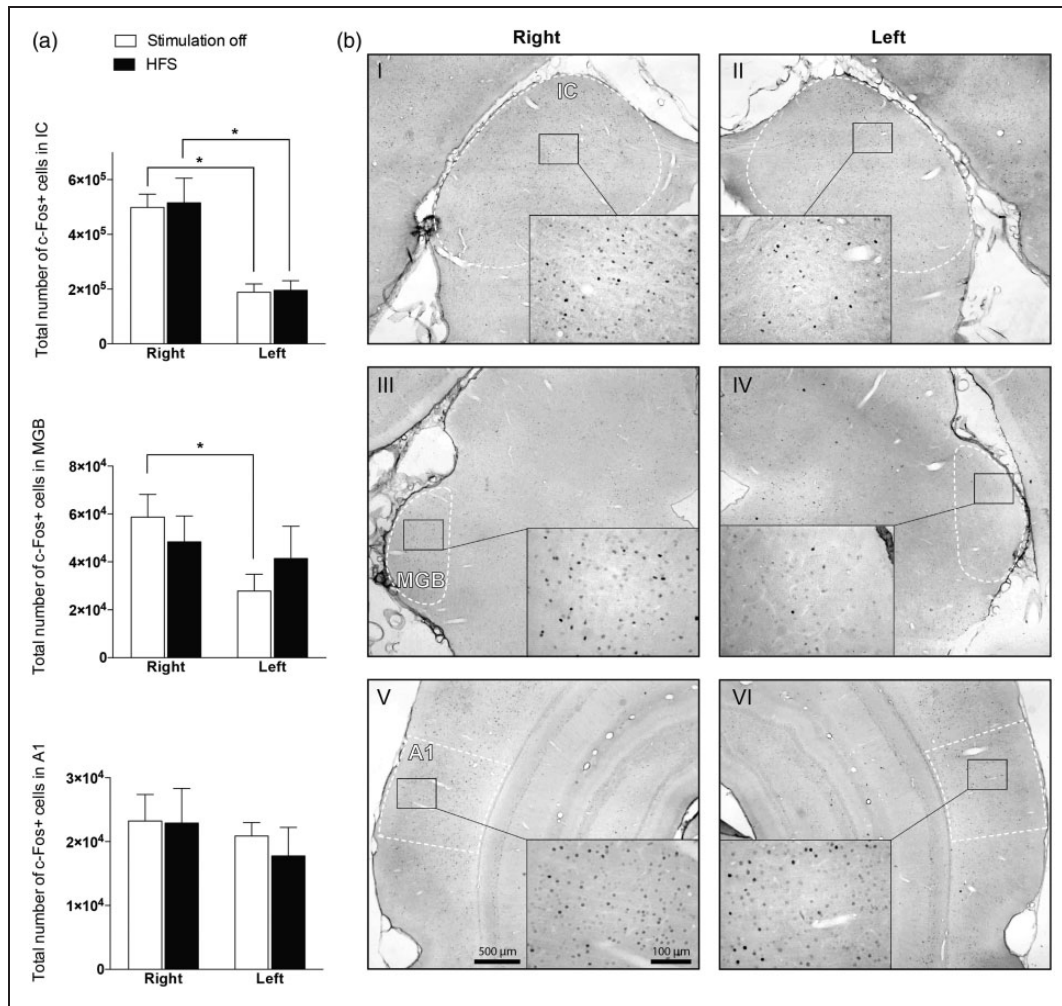 (a)
Stimulation off
HFS
Total number of c-Fos+ cells in IC
6×10⁵
4×10⁵
2×10⁵
0
*
*
Right
Left
Total number of c-Fos+ cells in MGB
8×10⁴
6×10⁴
4×10⁴
2×10⁴
0
*
Right
Left
Total number of c-Fos+ cells in A1
3×10⁴
2×10⁴
1×10⁴
0
Right
Left
(b)
Right
Left
I
IC
II
III
MGB
IV
V
A1
500 µm
100 µm
VI